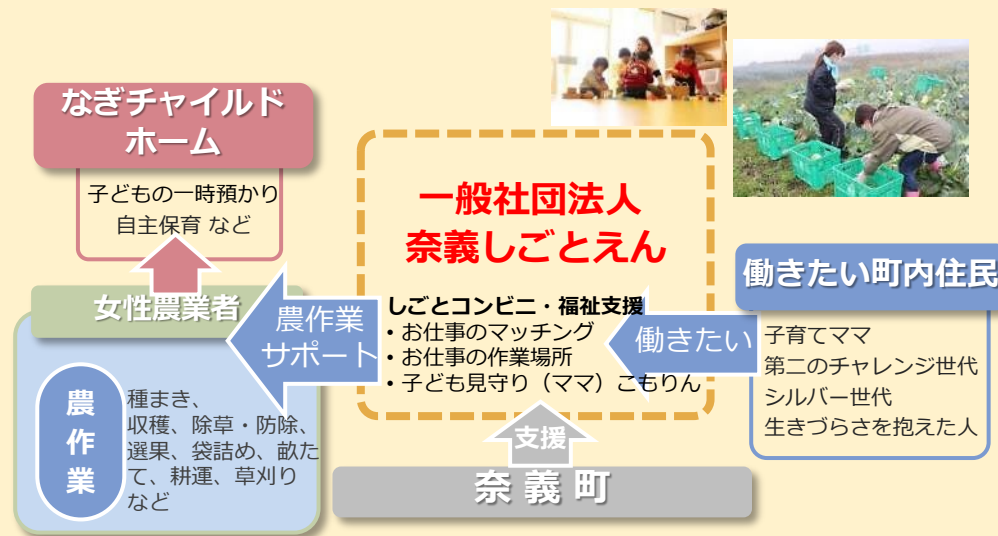 なぎチャイルド
ホーム
子どもの一時預かり
自主保育 など
女性農業者
農
作
業
種まき、
収穫、除草・防除、
選果、袋詰め、畝た
て、耕運、草刈り
など
農作業
サポート
一般社団法人
奈義しごとえん
しごとコンビニ・福祉支援
・お仕事のマッチング
・お仕事の作業場所
・子ども見守り（ママ）こもりん
働きたい
働きたい町内住民
子育てママ
第二のチャレンジ世代
シルバー世代
生きづらさを抱えた人
支援
奈 義 町